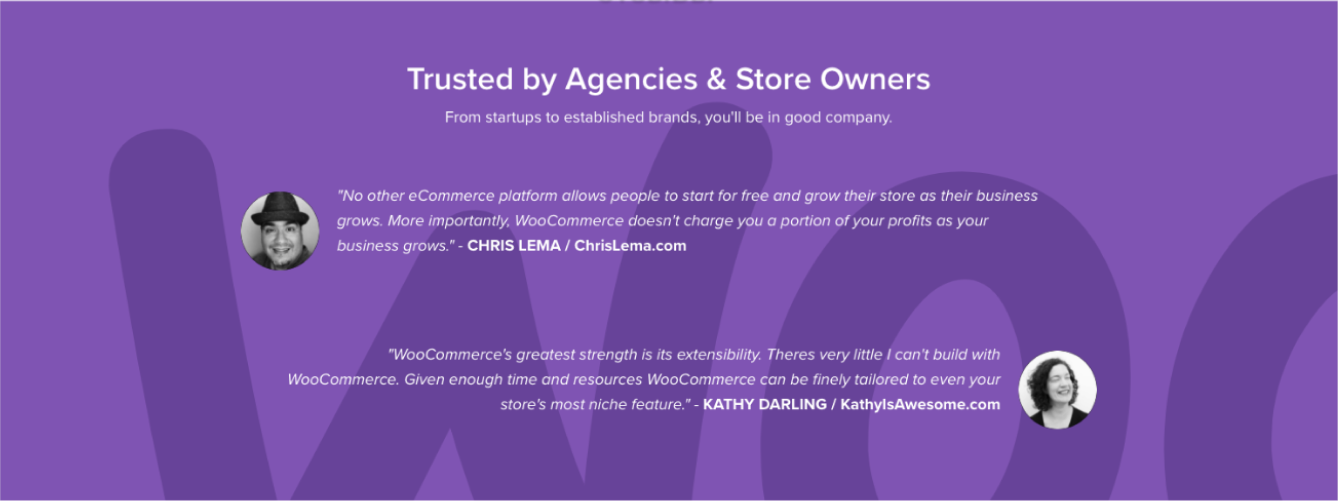 Trusted by Agencies & Store Owners
From startups to established brands, you'll be in good company.
"No other eCommerce platform allows people to start for free and grow their store as their business
grows. More importantly, WooCommerce doesn't charge you a portion of your profits as your
business grows." - CHRIS LEMA / ChrisLema.com
"WooCommerce's greatest strength is its extensibility. Theres very little I can't build with
WooCommerce. Given enough time and resources WooCommerce can be finely tailored to even your
store's most niche feature." - KATHY DARLING / KathyIsAwesome.com
Woo